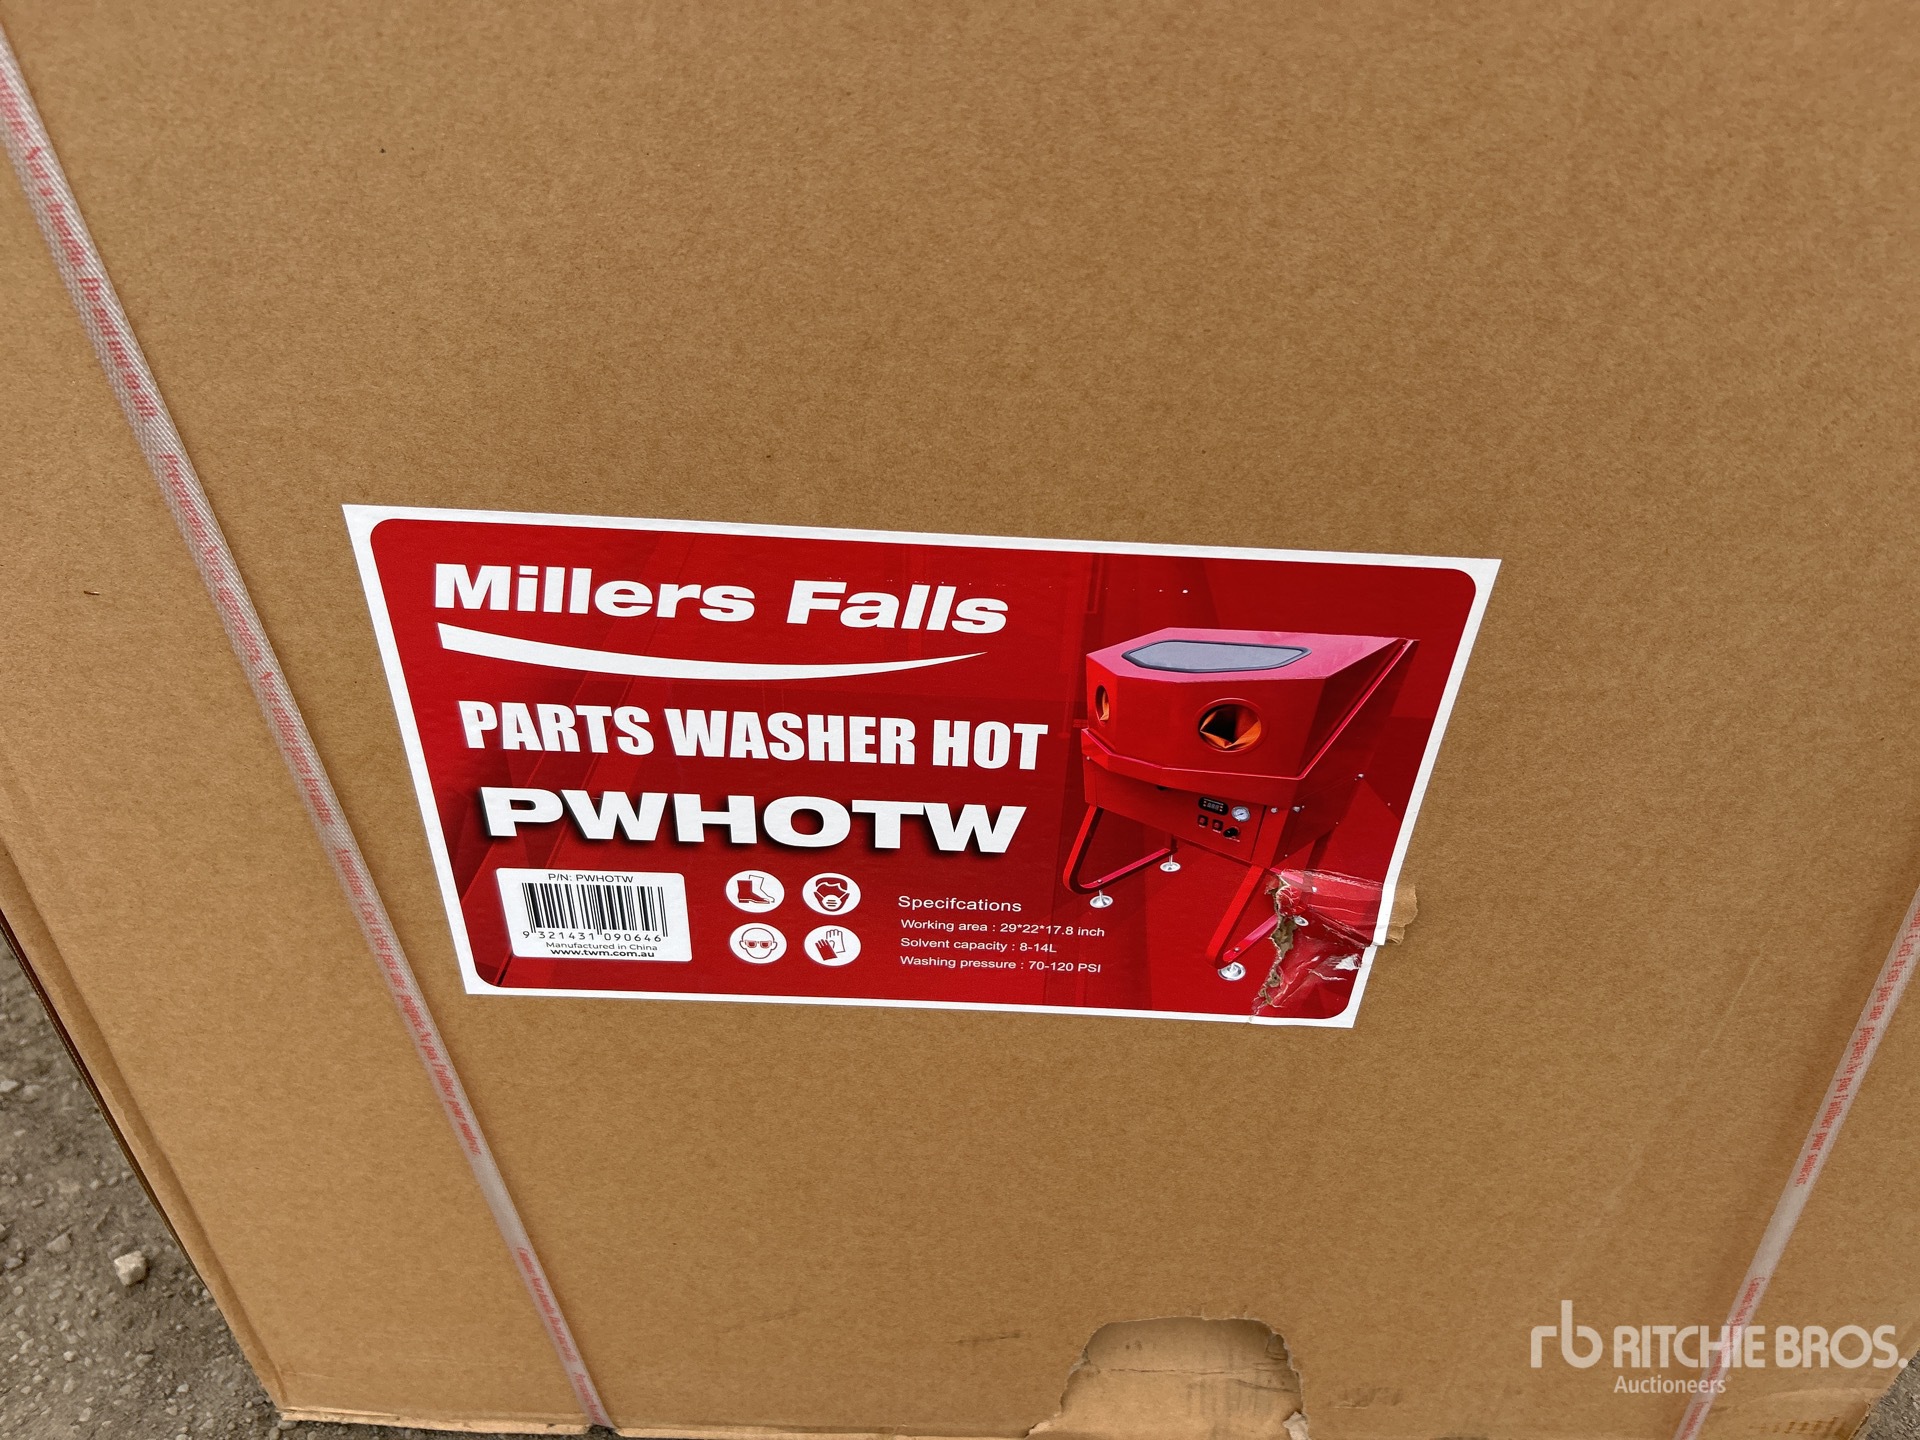 Millers Falls
PARTS WASHER HOT
PWHOTW
P/N: PWHOTW
9 321431 090646
Manufactured in China
www.twm.com.au
Specifcations
Working area : 29*22*17.8 inch
Solvent capacity : 8-14L
Washing pressure : 70-120 PSI
rb RITCHIE BROS.
Auctioneers